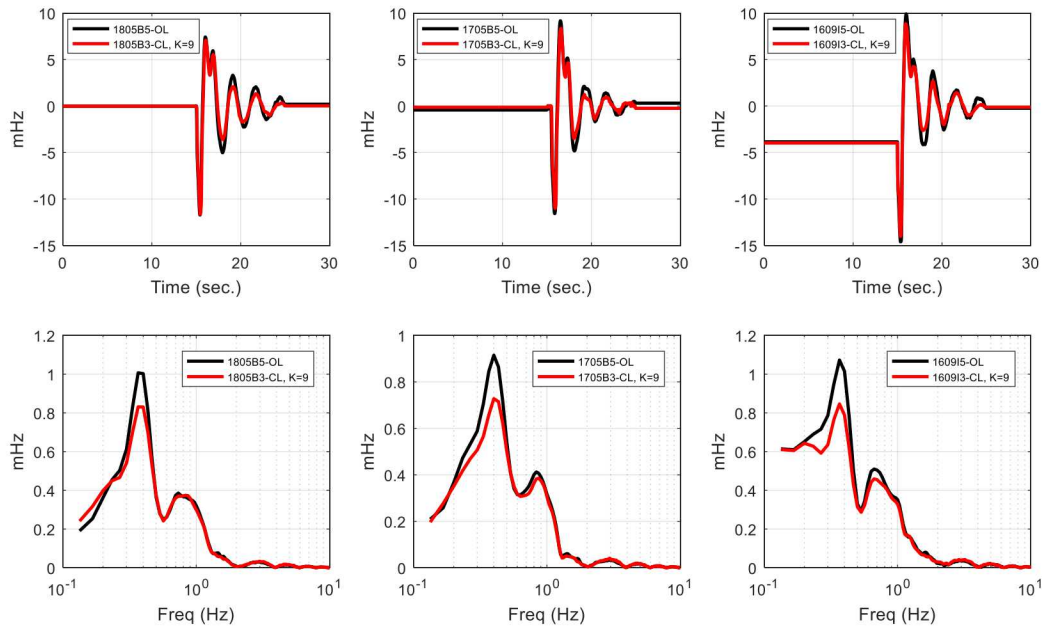 10
5
0
-5
-10
-15
mHz
1805B5-OL
1805B3-CL, K=9
0
10
20
30
Time (sec.)
10
5
0
-5
-10
-15
mHz
1705B5-OL
1705B3-CL, K=9
0
10
20
30
Time (sec.)
10
5
0
-5
-10
-15
mHz
1609I5-OL
1609I3-CL, K=9
0
10
20
30
Time (sec.)
1.2
1
0.8
0.6
0.4
0.2
0
mHz
1805B5-OL
1805B3-CL, K=9
10-1
100
101
Freq (Hz)
1
0.8
0.6
0.4
0.2
0
mHz
1705B5-OL
1705B3-CL, K=9
10-1
100
101
Freq (Hz)
1.2
1
0.8
0.6
0.4
0.2
0
mHz
1609I5-OL
1609I3-CL, K=9
10-1
100
101
Freq (Hz)